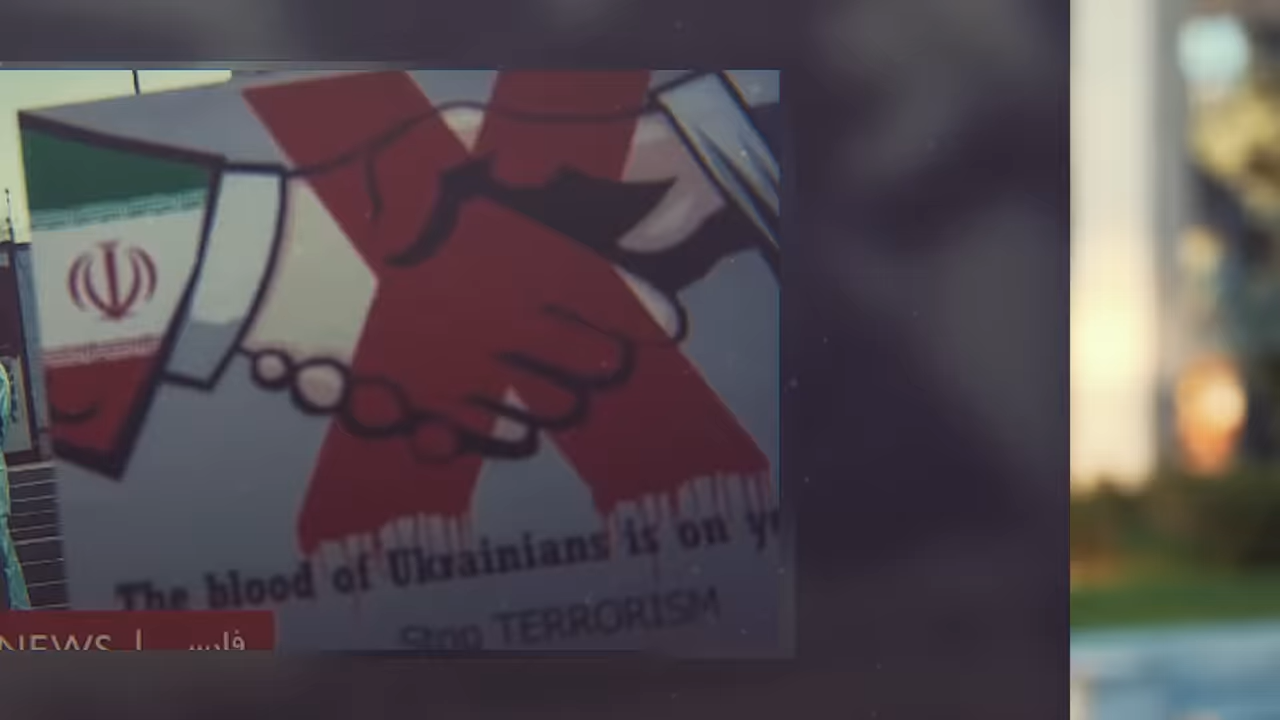 The blood of Ukrainians is on
Stop TERRORISM
NEWS | فارسی